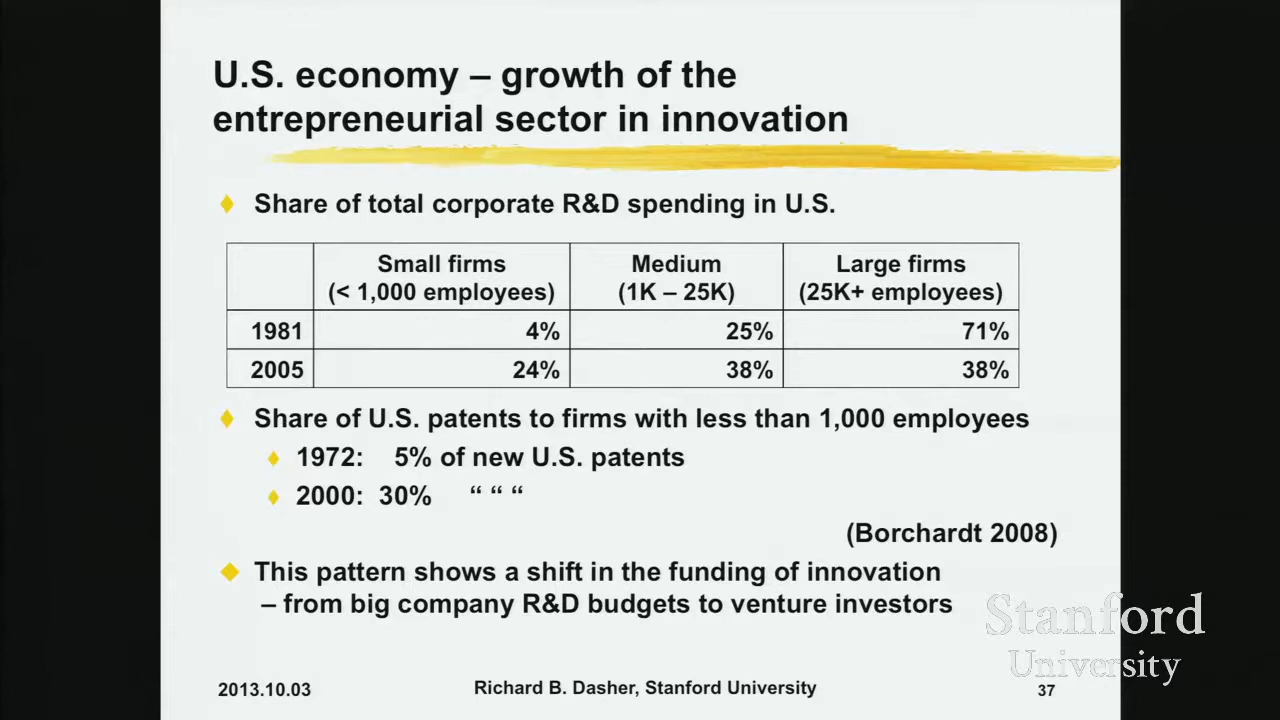 U.S. economy – growth of the
entrepreneurial sector in innovation
Share of total corporate R&D spending in U.S.
Small firms Medium Large firms
(< 1,000 employees) (1K – 25K) (25K+ employees)
1981 4% 25% 71%
2005 24% 38% 38%
Share of U.S. patents to firms with less than 1,000 employees
1972: 5% of new U.S. patents
2000: 30% “ “ “
(Borchardt 2008)
This pattern shows a shift in the funding of innovation
– from big company R&D budgets to venture investors
Stanford
University
2013.10.03 Richard B. Dasher, Stanford University 37